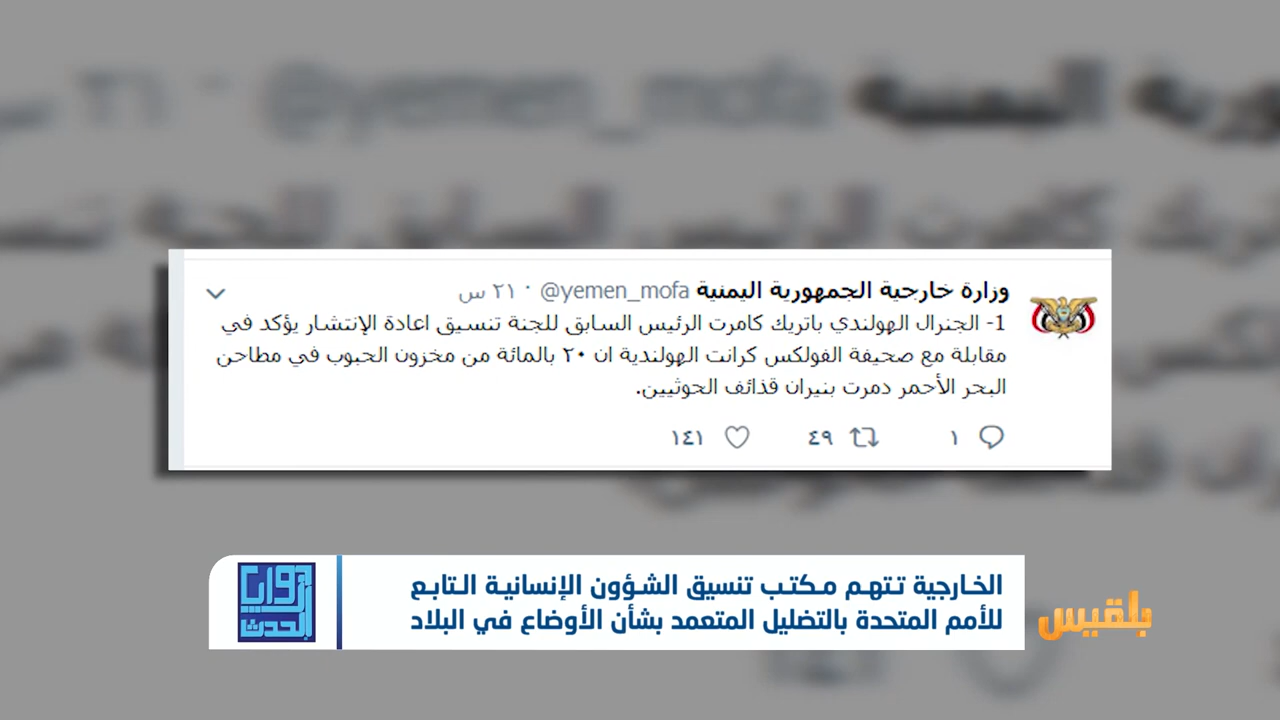 وزارة خارجية الجمهورية اليمنية @yemen_mofa · ٢١ س
1- الجنرال الهولندي باتريك كامرت الرئيس السابق للجنة تنسيق اعادة الإنتشار يؤكد في
مقابلة مع صحيفة الفولكس كرانت الهولندية ان ٢٠ بالمائة من مخزون الحبوب في مطاحن
البحر الأحمر دمرت بنيران قذائف الحوثيين.
١ ٤٩ ١٤١
الخارجية تتهم مكتب تنسيق الشؤون الإنسانية التابع
للأمم المتحدة بالتضليل المتعمد بشأن الأوضاع في البلاد
أبواب
الحدث
بلقيس